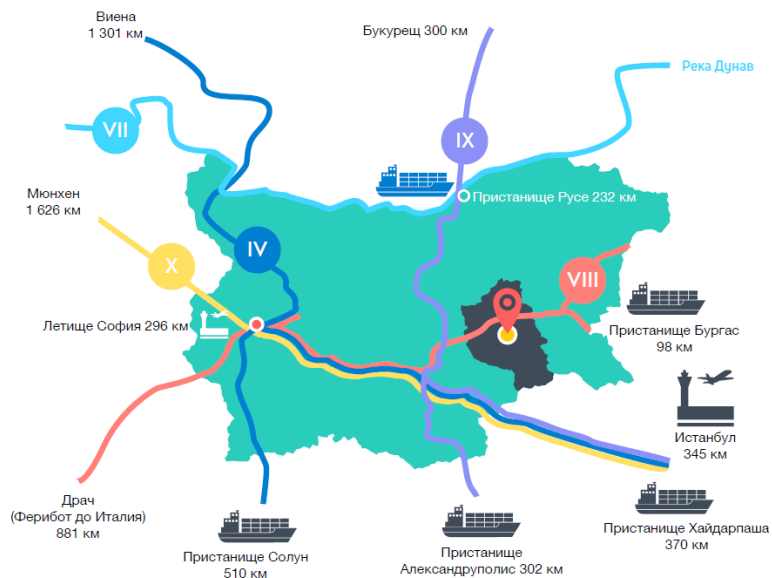 Виена
1 301 км
Букурещ 300 км
Река Дунав
VII
IX
Мюнхен
1 626 км
Пристанище Русе 232 км
IV
X
VIII
Летище София 296 км
Пристанище Бургас
98 км
Истанбул
345 км
Драч
(Ферибот до Италия)
881 км
Пристанище Солун
510 км
Пристанище
Александруполис 302 км
Пристанище Хайдарпаша
370 км